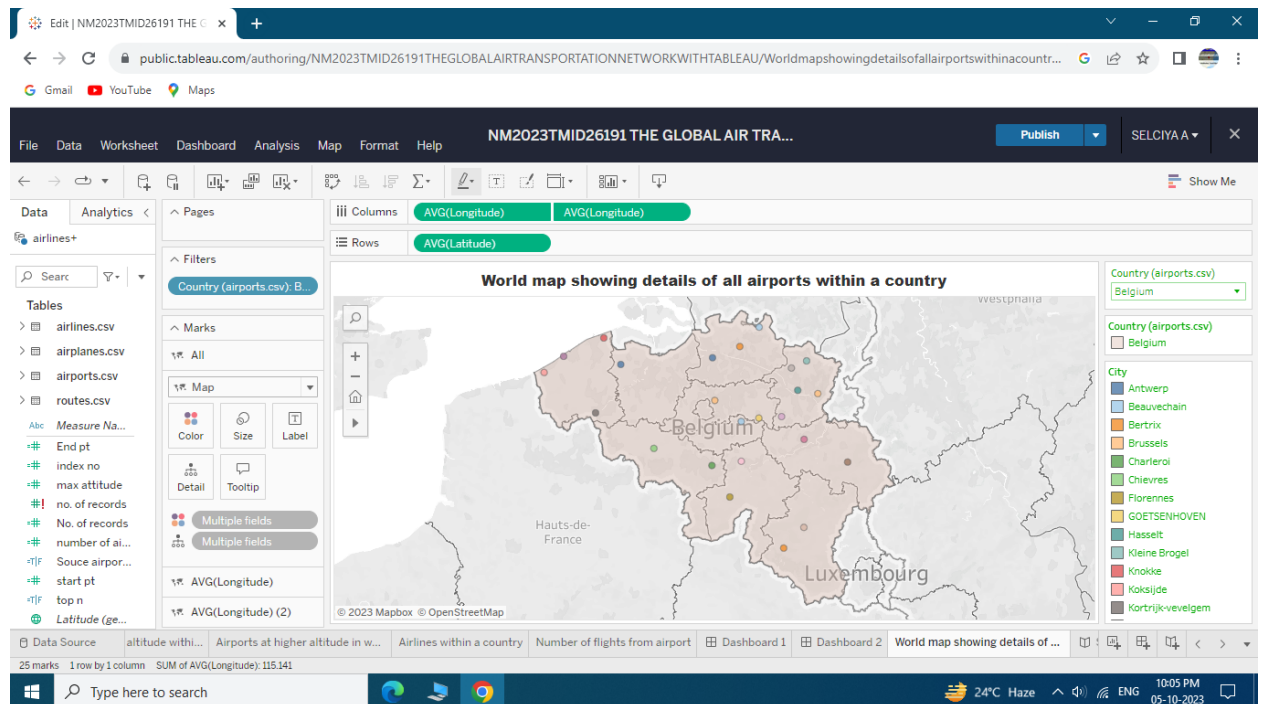 Edit | NM2023TMID26191 THE G
public.tableau.com/authoring/NM2023TMID26191THEGLOBALAIRTRANSPORTATIONNETWORKWITHTABLEAU/Worldmapshowingdetailsofallairportswithinacountr...
Gmail YouTube Maps
NM2023TMID26191 THE GLOBAL AIR TRA...
Publish
SELCIYA A
File Data Worksheet Dashboard Analysis Map Format Help
Show Me
Data Analytics
Pages
iii Columns AVG(Longitude) AVG(Longitude)
airlines+
Rows AVG(Latitude)
Filters
Searc
Country (airports.csv): B...
World map showing details of all airports within a country
Country (airports.csv)
Belgium
Tables
airlines.csv
airplanes.csv
airports.csv
routes.csv
Abc Measure Na...
End pt
index no
max attitude
no. of records
No. of records
number of ai...
Souce airpor...
start pt
top n
Latitude (ge...
Marks
All
Map
Color Size Label
Detail Tooltip
Multiple fields
Multiple fields
AVG(Longitude)
AVG(Longitude) (2)
Westphalia
Belgium
Hauts-de-
France
Luxembourg
© 2023 Mapbox © OpenStreetMap
Country (airports.csv)
Belgium
City
Antwerp
Beauvechain
Bertrix
Brussels
Charleroi
Chievres
Florennes
GOETSENHOVEN
Hasselt
Kleine Brogel
Knokke
Koksijde
Kortrijk-vevelgem
Data Source altitude withi... Airports at higher altitude in w... Airlines within a country Number of flights from airport Dashboard 1 Dashboard 2 World map showing details of ...
25 marks 1 row by 1 column SUM of AVG(Longitude): 115.141
Type here to search
24°C Haze
ENG
10:05 PM
05-10-2023